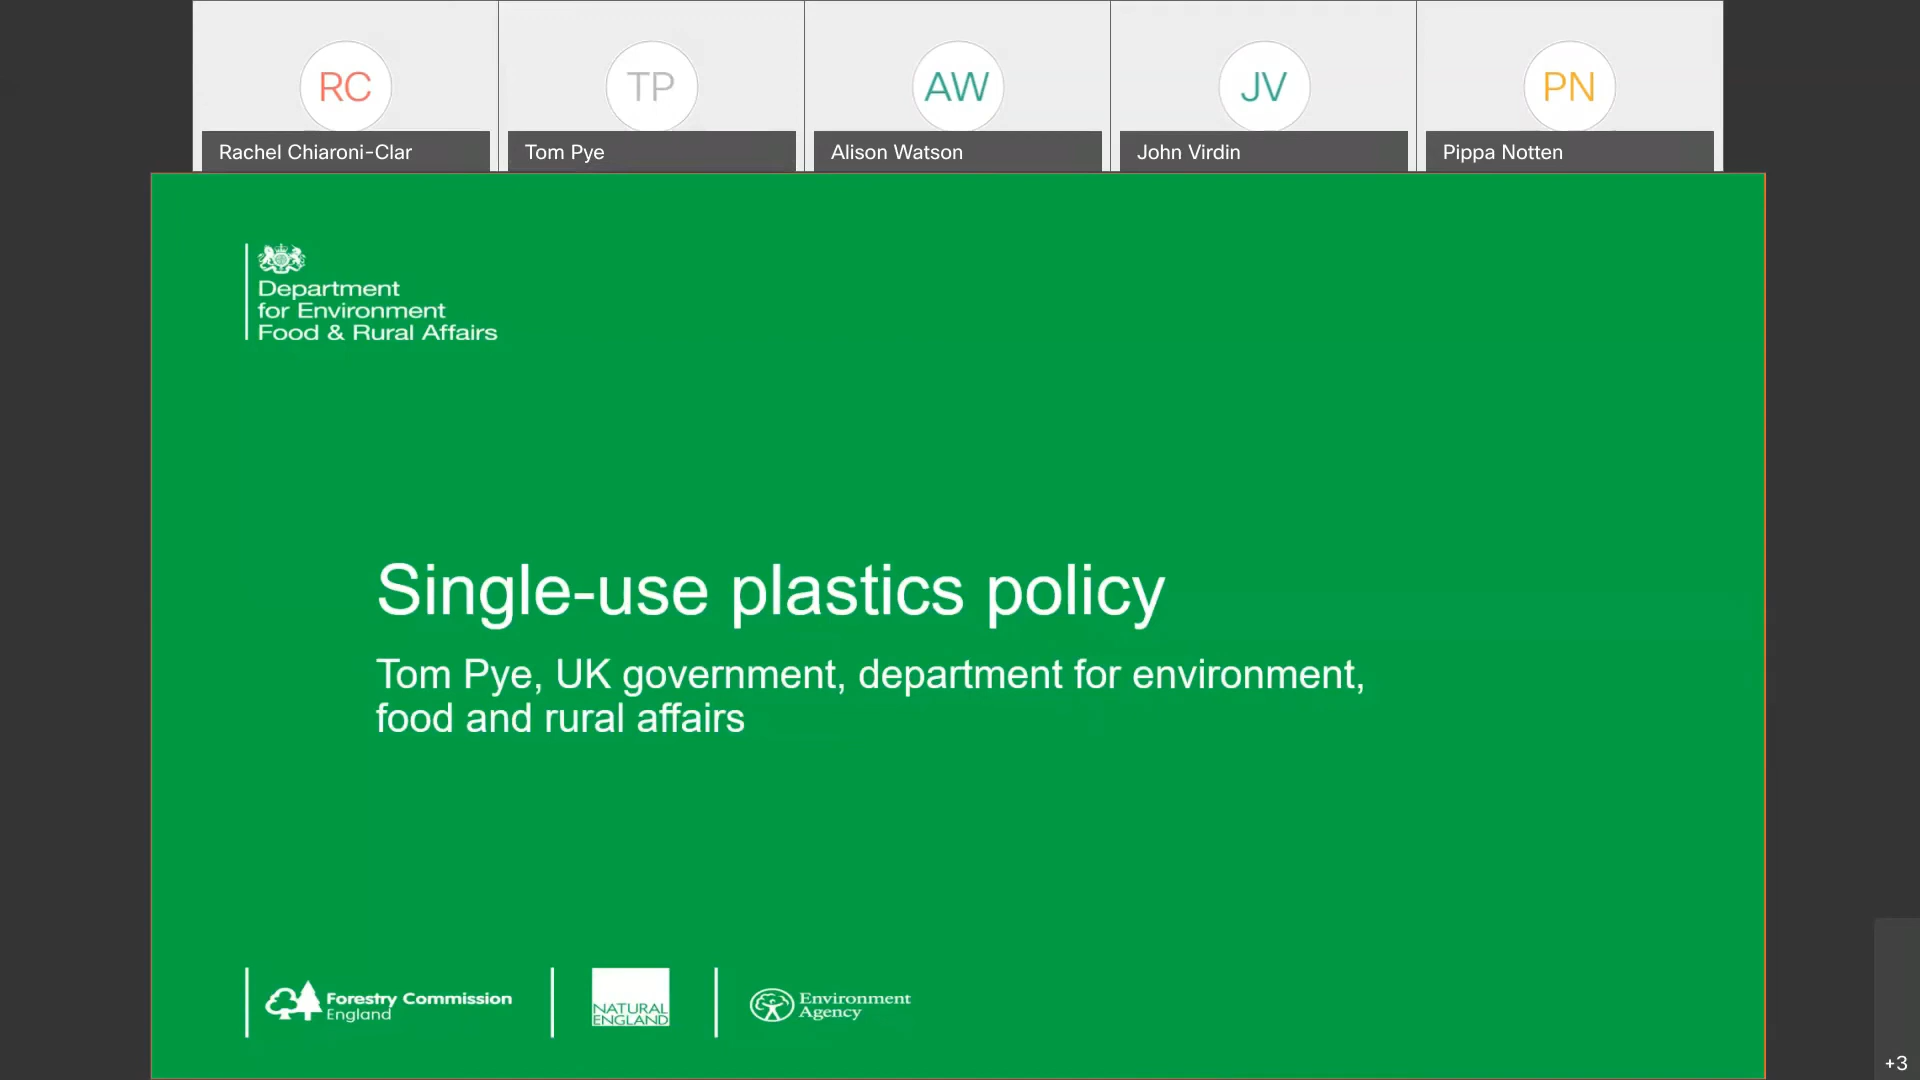 RC
TP
AW
JV
PN
Rachel Chiaroni-Clar
Tom Pye
Alison Watson
John Virdin
Pippa Notten
Department
for Environment
Food & Rural Affairs
Single-use plastics policy
Tom Pye, UK government, department for environment,
food and rural affairs
Forestry Commission
England
NATURAL
ENGLAND
Environment
Agency
+3